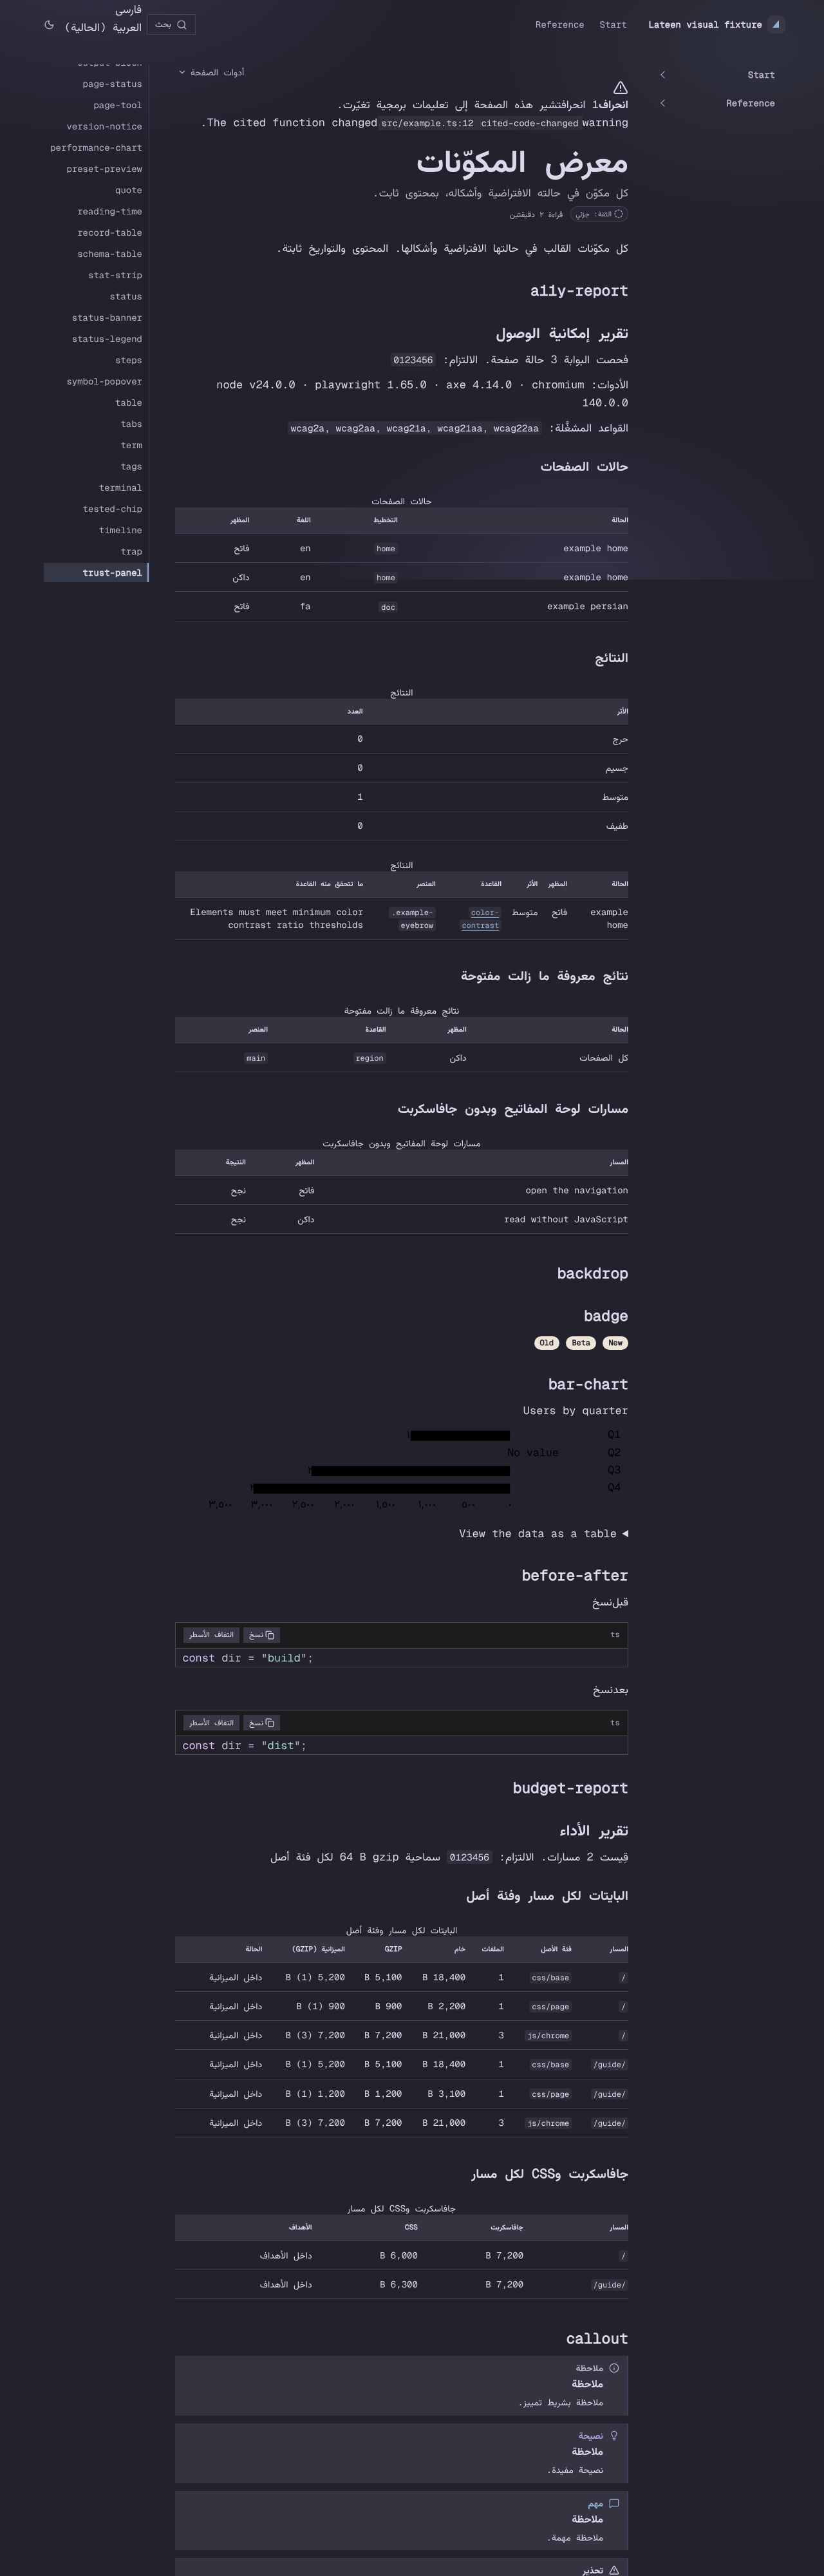 Lateen visual fixture
Start
Reference
بحث
فارسی
العربية (الحالية)
Start
Reference
أدوات الصفحة
انحراف1 انحرافتشير هذه الصفحة إلى تعليمات برمجية تغيّرت.
warning cited-code-changed src/example.ts:12 The cited function changed.
معرض المكوّنات
كل مكوّن في حالته الافتراضية وأشكاله، بمحتوى ثابت.
الثقة: جزئي
قراءة ٢ دقيقتين
كل مكوّنات القالب في حالتها الافتراضية وأشكالها. المحتوى والتواريخ ثابتة.
a11y-report
تقرير إمكانية الوصول
فحصت البوابة 3 حالة صفحة. الالتزام: 0123456
الأدوات: node v24.0.0 · playwright 1.65.0 · axe 4.14.0 · chromium
140.0.0
القواعد المشغَّلة: wcag2a, wcag2aa, wcag21a, wcag21aa, wcag22aa
حالات الصفحات
حالات الصفحات
الحالة التخطيط اللغة المظهر
example home home en فاتح
example home home en داكن
example persian doc fa فاتح
النتائج
النتائج
الأثر العدد
حرج 0
جسيم 0
متوسط 1
طفيف 0
النتائج
الحالة المظهر الأثر القاعدة العنصر ما تتحقق منه القاعدة
example home فاتح متوسط color-contrast .example-eyebrow Elements must meet minimum color contrast ratio thresholds
نتائج معروفة ما زالت مفتوحة
نتائج معروفة ما زالت مفتوحة
الحالة المظهر القاعدة العنصر
كل الصفحات داكن region main
مسارات لوحة المفاتيح وبدون جافاسكربت
مسارات لوحة المفاتيح وبدون جافاسكربت
المسار المظهر النتيجة
open the navigation فاتح نجح
read without JavaScript داكن نجح
backdrop
badge
New Beta Old
bar-chart
Users by quarter
Q1
Q2 No value
Q3
Q4
٠ ٥٠٠ ١٬٠٠٠ ١٬٥٠٠ ٢٬٠٠٠ ٢٬٥٠٠ ٣٬٠٠٠ ٣٬٥٠٠
View the data as a table
before-after
قبلنسخ
ts نسخ التفاف الأسطر
const dir = "build";
بعدنسخ
ts نسخ التفاف الأسطر
const dir = "dist";
budget-report
تقرير الأداء
قِيست 2 مسارات. الالتزام: 0123456 سماحية 64 B gzip لكل فئة أصل
البايتات لكل مسار وفئة أصل
البايتات لكل مسار وفئة أصل
المسار فئة الأصل الملفات خام GZIP الميزانية (GZIP) الحالة
/ css/base 1 18,400 B 5,100 B 5,200 B (1) داخل الميزانية
/ css/page 1 2,200 B 900 B 900 B (1) داخل الميزانية
/ js/chrome 3 21,000 B 7,200 B 7,200 B (3) داخل الميزانية
/guide/ css/base 1 18,400 B 5,100 B 5,200 B (1) داخل الميزانية
/guide/ css/page 1 3,100 B 1,200 B 1,200 B (1) داخل الميزانية
/guide/ js/chrome 3 21,000 B 7,200 B 7,200 B (3) داخل الميزانية
جافاسكربت وCSS لكل مسار
جافاسكربت وCSS لكل مسار
المسار جافاسكربت CSS الأهداف
/ 7,200 B 6,000 B داخل الأهداف
/guide/ 7,200 B 6,300 B داخل الأهداف
callout
ملاحظة
ملاحظة
ملاحظة بشريط تمييز.
نصيحة
ملاحظة
نصيحة مفيدة.
مهم
ملاحظة
ملاحظة مهمة.
تحذير
page-status
page-tool
version-notice
performance-chart
preset-preview
quote
reading-time
record-table
schema-table
stat-strip
status
status-banner
status-legend
steps
symbol-popover
table
tabs
term
tags
terminal
tested-chip
timeline
trap
trust-panel